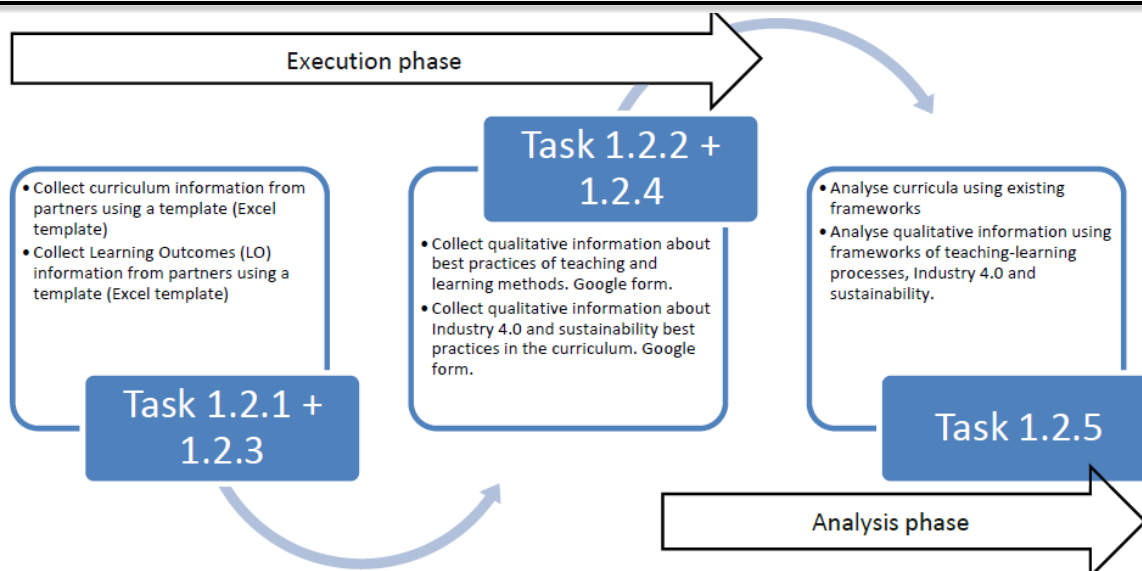 Execution phase
• Collect curriculum information from
partners using a template (Excel
template)
• Collect Learning Outcomes (LO)
information from partners using a
template (Excel template)
Task 1.2.1 +
1.2.3
Task 1.2.2 +
1.2.4
• Collect qualitative information about
best practices of teaching and
learning methods. Google form.
• Collect qualitative information about
Industry 4.0 and sustainability best
practices in the curriculum. Google
form.
• Analyse curricula using existing
frameworks
• Analyse qualitative information using
frameworks of teaching-learning
processes, Industry 4.0 and
sustainability.
Task 1.2.5
Analysis phase